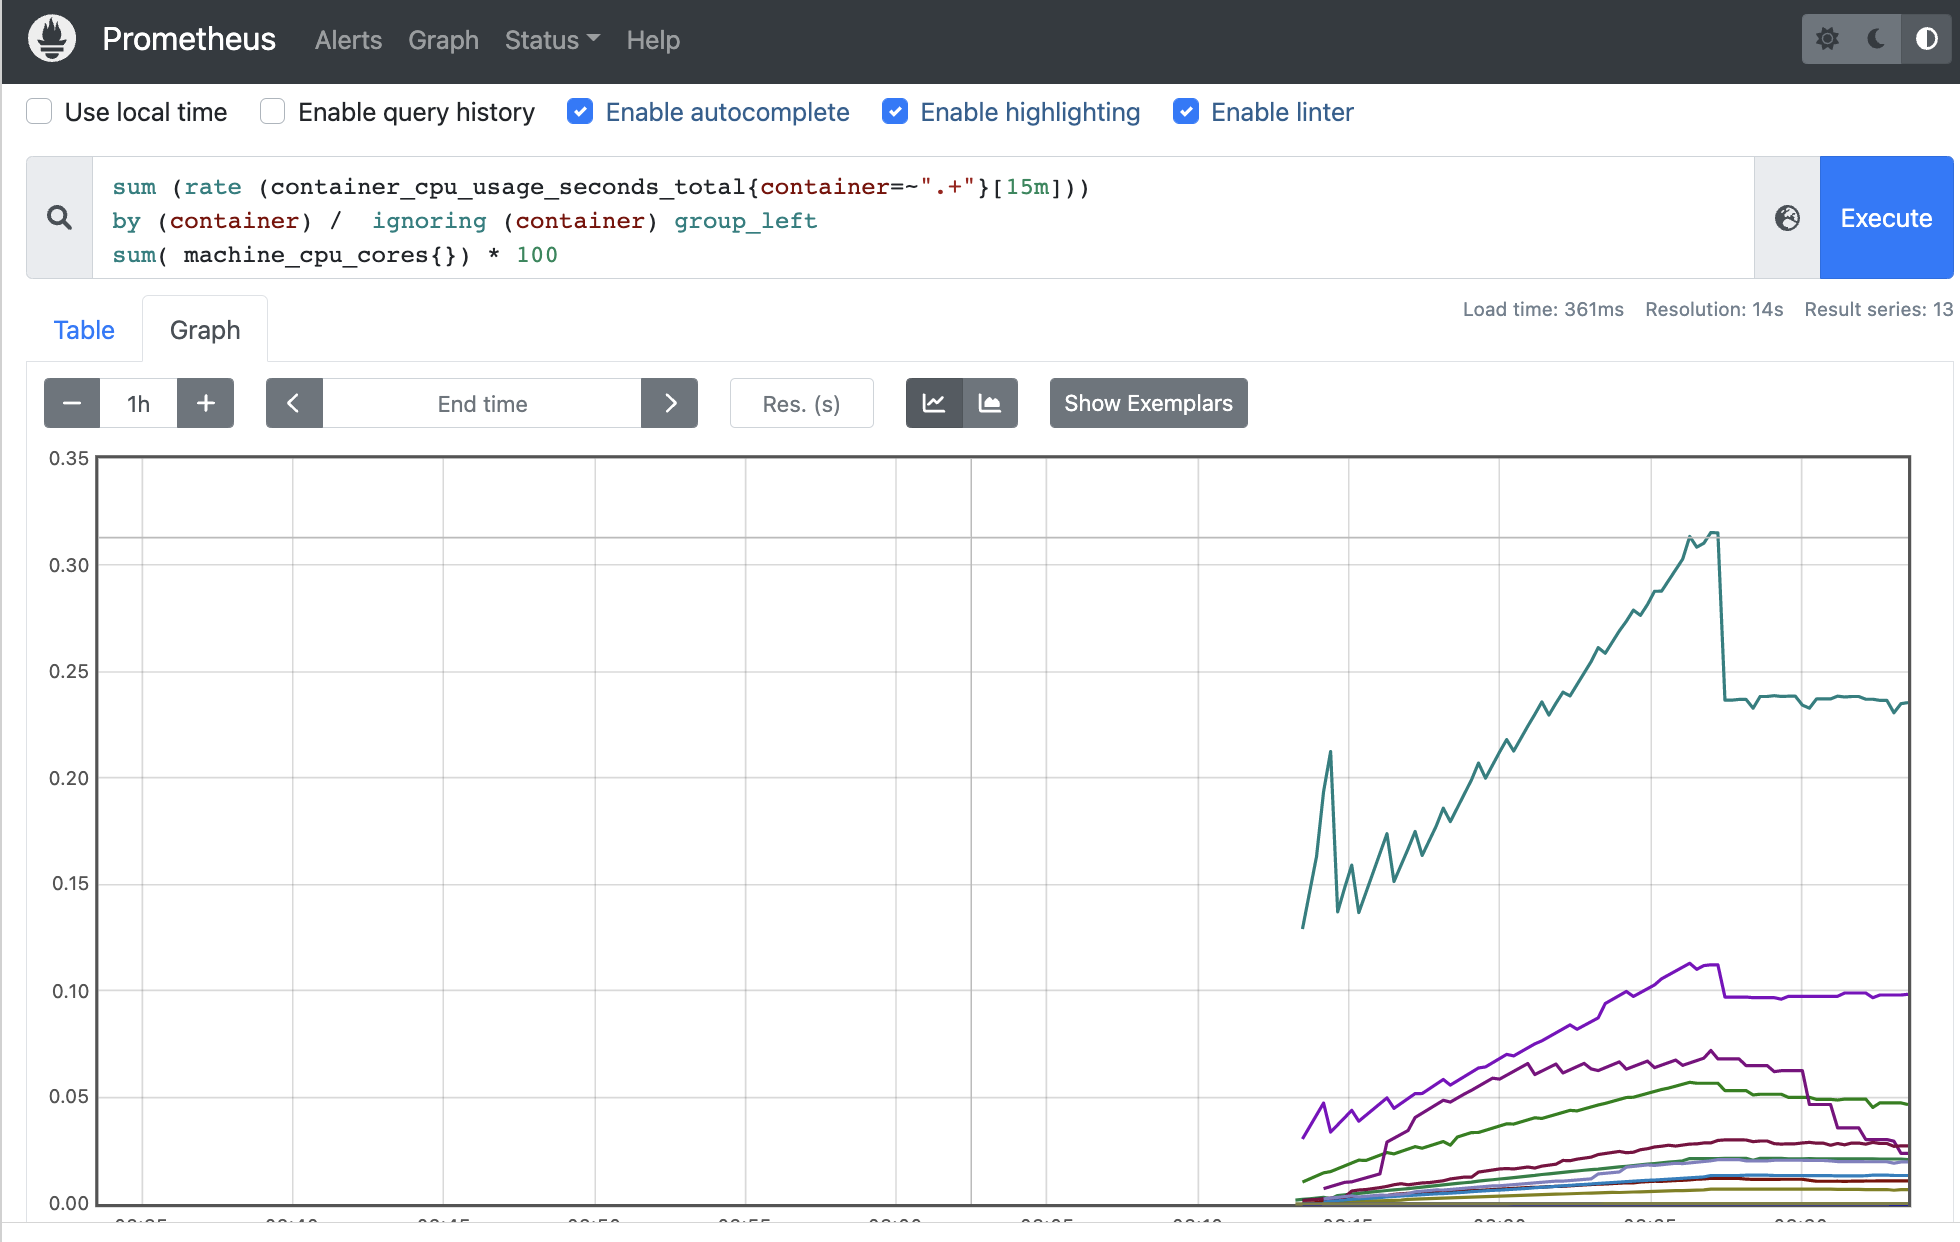 Prometheus Alerts Graph Status Help
Use local time Enable query history Enable autocomplete Enable highlighting Enable linter
sum (rate (container_cpu_usage_seconds_total{container=~".+"}[15m]))
by (container) /  ignoring (container) group_left
sum( machine_cpu_cores{}) * 100
Execute
Load time: 361ms Resolution: 14s Result series: 13
Table Graph
1h End time Res. (s) Show Exemplars
0.35
0.30
0.25
0.20
0.15
0.10
0.05
0.00